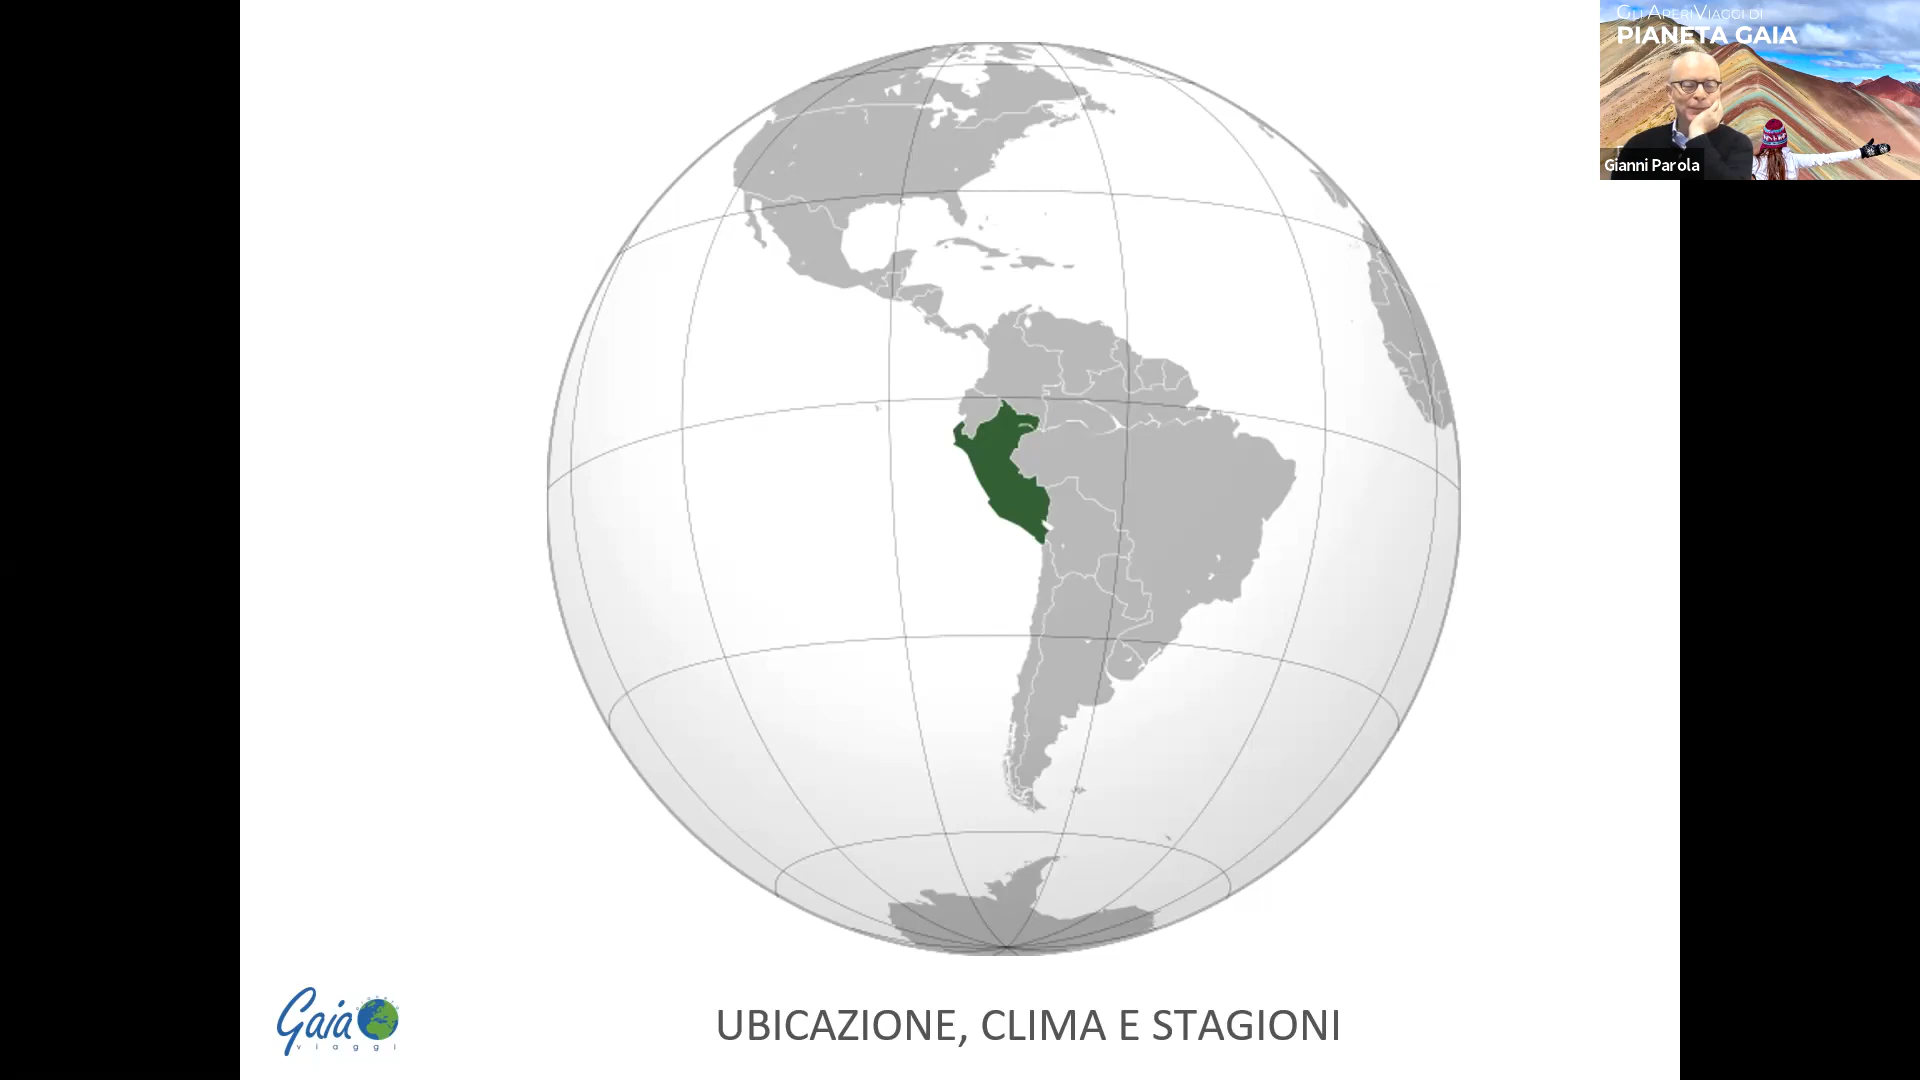 GLI APERIVIAGGI DI
PIANETA GAIA
Gianni Parola
Gaia
viaggi
UBICAZIONE, CLIMA E STAGIONI